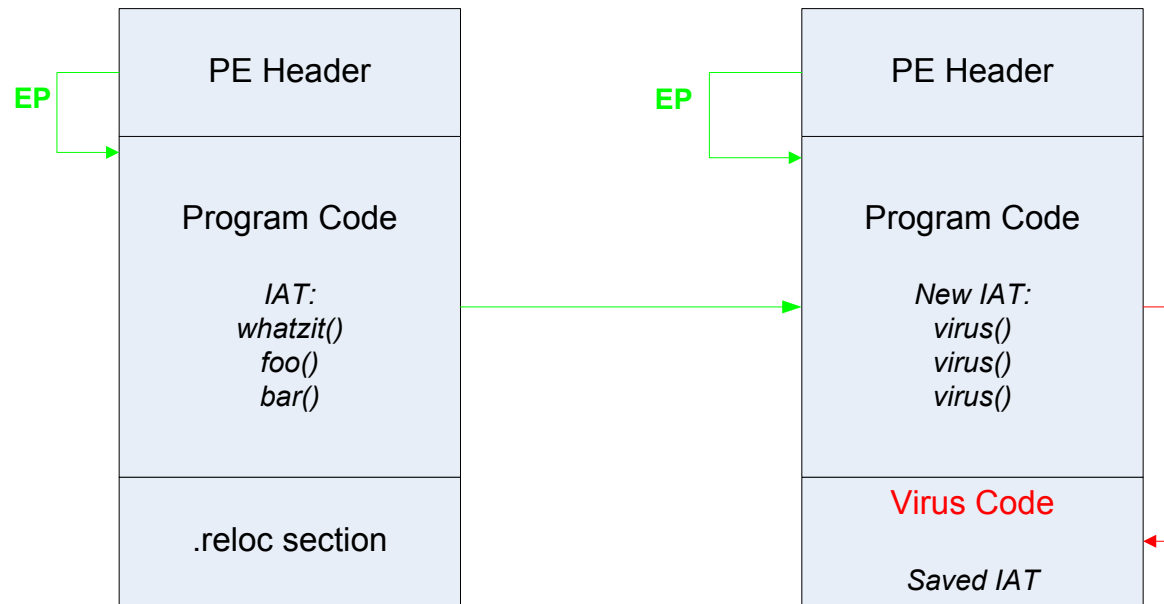 PE Header
EP
Program Code
IAT:
whatzit()
foo()
bar()
.reloc section
PE Header
EP
Program Code
New IAT:
virus()
virus()
virus()
Virus Code
Saved IAT